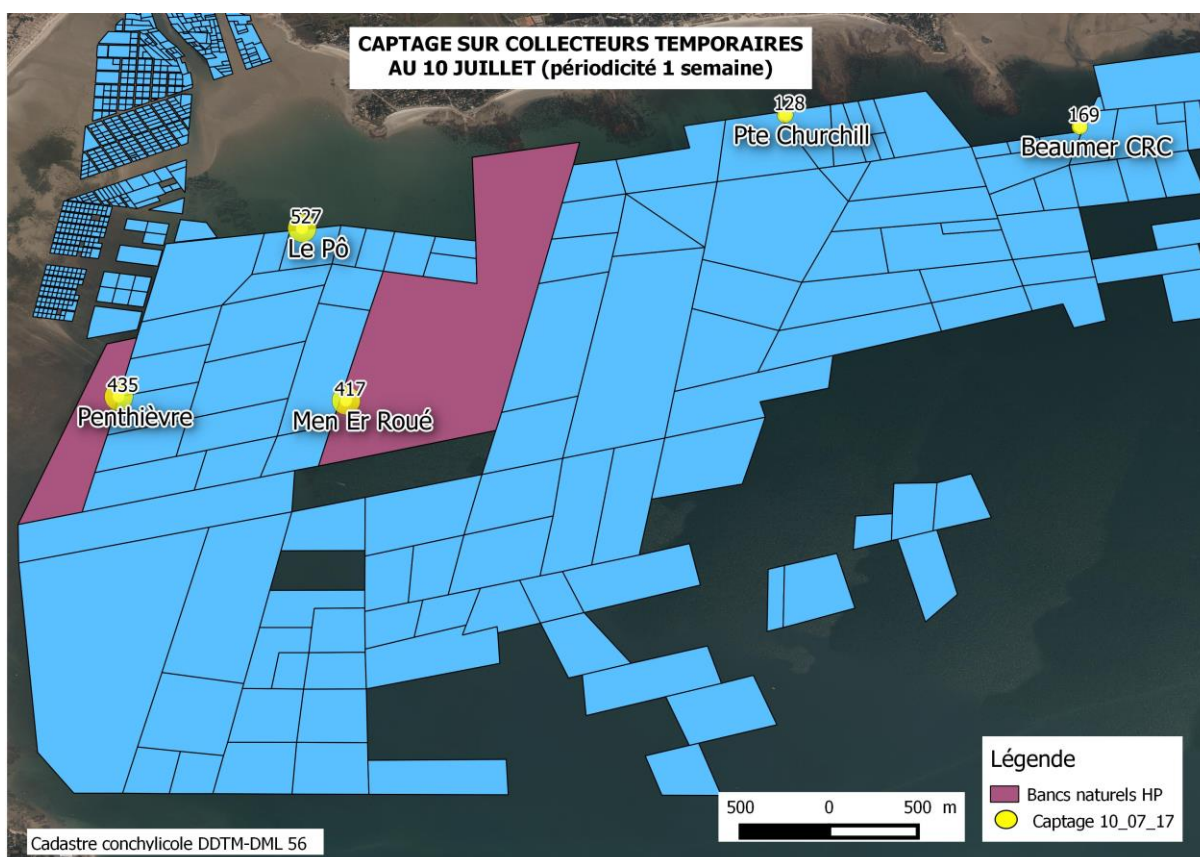 CAPTAGE SUR COLLECTEURS TEMPORAIRES
AU 10 JUILLET (périodicité 1 semaine)
128
Pte Churchill
169
Beaumer CRC
527
Le Pô
435
Penthièvre
417
Men Er Roué
Légende
Bancs naturels HP
Captage 10_07_17
500 0 500 m
Cadastre conchylicole DDTM-DML 56